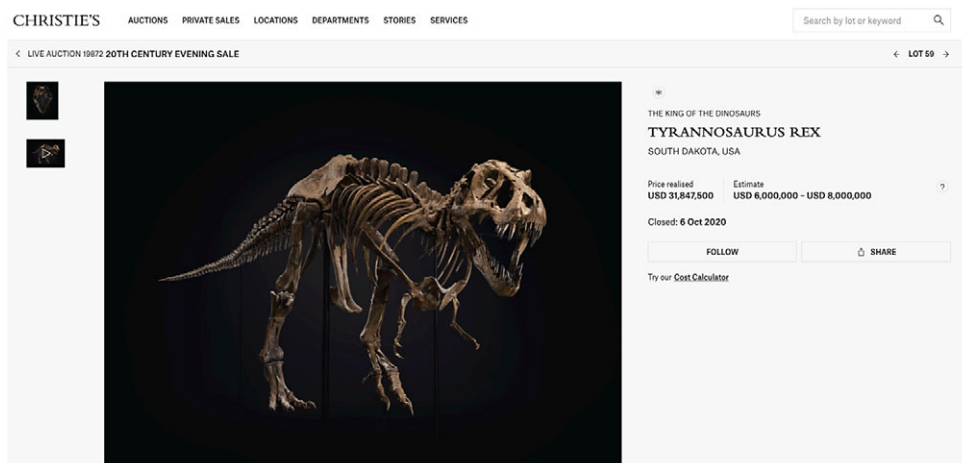 CHRISTIE'S
AUCTIONS PRIVATE SALES LOCATIONS DEPARTMENTS STORIES SERVICES
Search by lot or keyword
< LIVE AUCTION 19872 20TH CENTURY EVENING SALE
← LOT 59 →
*
THE KING OF THE DINOSAURS
TYRANNOSAURUS REX
SOUTH DAKOTA, USA
Price realised Estimate
USD 31,847,500 USD 6,000,000 – USD 8,000,000
?
Closed: 6 Oct 2020
FOLLOW SHARE
Try our Cost Calculator